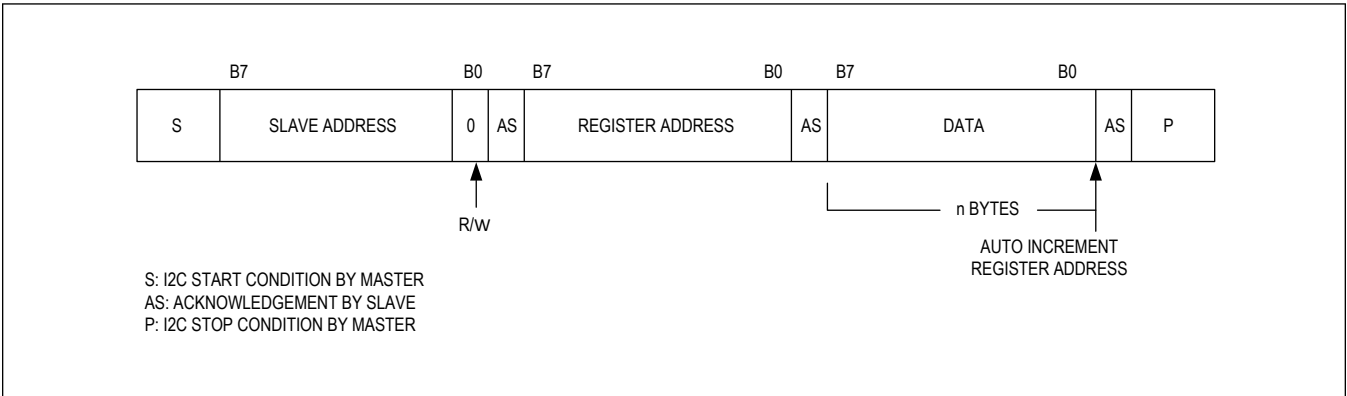 B7 B0 B7 B0 B7 B0
S SLAVE ADDRESS 0 AS REGISTER ADDRESS AS DATA AS P
R/W
n BYTES
AUTO INCREMENT
REGISTER ADDRESS
S: I2C START CONDITION BY MASTER
AS: ACKNOWLEDGEMENT BY SLAVE
P: I2C STOP CONDITION BY MASTER